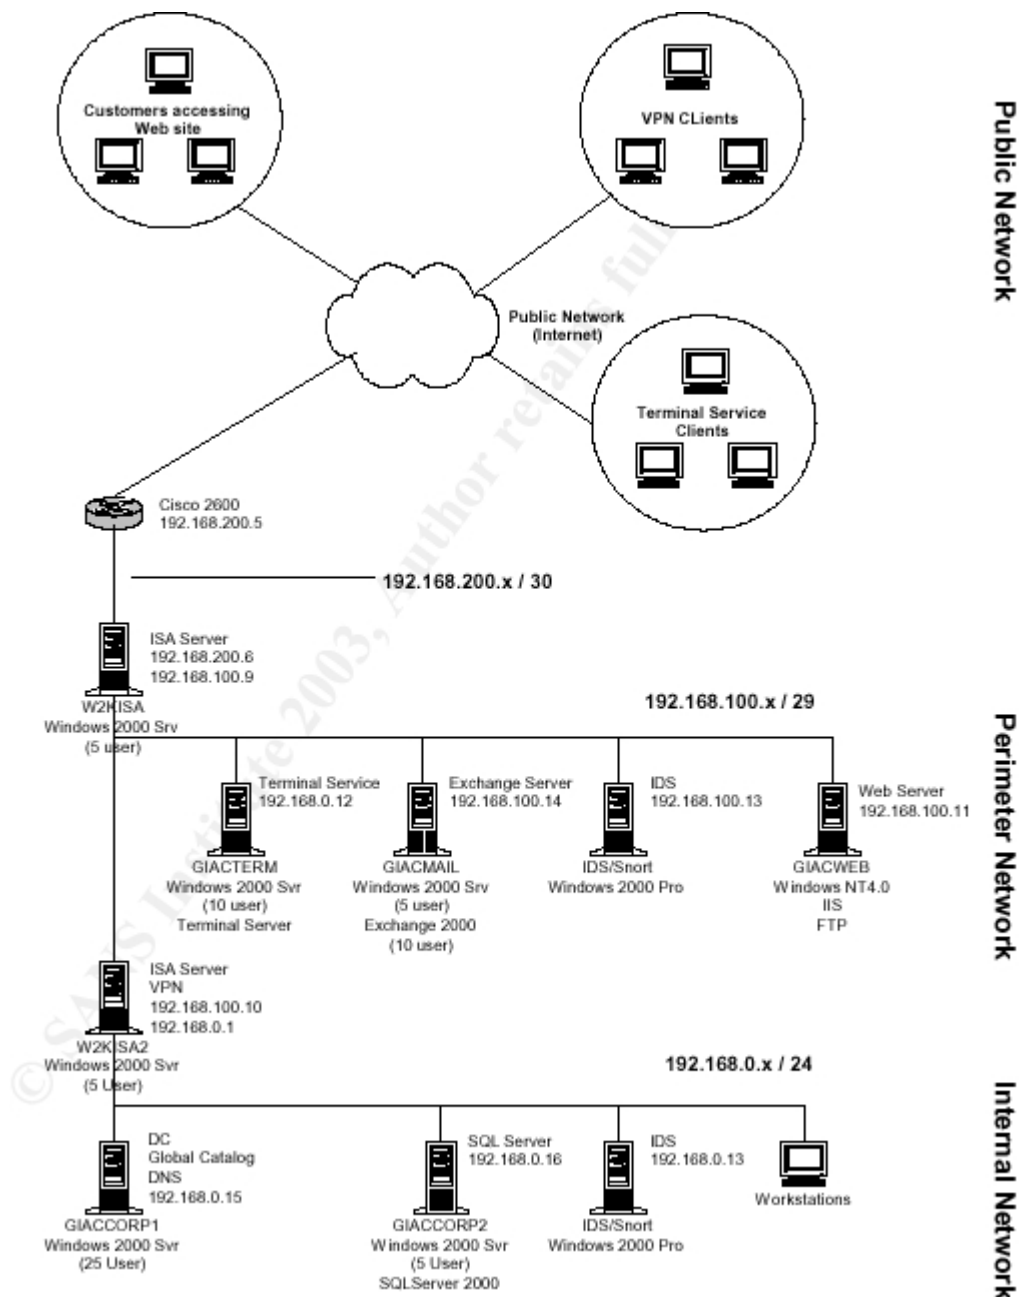 Customers accessing
Web site
VPN CLients
Public Network
Public Network
(Internet)
Terminal Service
Clients
Cisco 2600
192.168.200.5
192.168.200.x / 30
ISA Server
192.168.200.6
192.168.100.9
W2KISA
Windows 2000 Srv
(5 user)
192.168.100.x / 29
Perimeter Network
Terminal Service
192.168.0.12
GIACTERM
Windows 2000 Svr
(10 user)
Terminal Server
Exchange Server
192.168.100.14
GIACMAIL
Windows 2000 Srv
(5 user)
Exchange 2000
(10 user)
IDS
192.168.100.13
IDS/Snort
Windows 2000 Pro
Web Server
192.168.100.11
GIACWEB
Windows NT4.0
IIS
FTP
ISA Server
VPN
192.168.100.10
192.168.0.1
W2KISA2
Windows 2000 Svr
(5 User)
192.168.0.x / 24
Internal Network
DC
Global Catalog
DNS
192.168.0.15
GIACCORP1
Windows 2000 Svr
(25 User)
SQL Server
192.168.0.16
GIACCORP2
Windows 2000 Svr
(5 User)
SQLServer 2000
IDS
192.168.0.13
IDS/Snort
Windows 2000 Pro
Workstations
© SANS Institute 2003, Author retains full